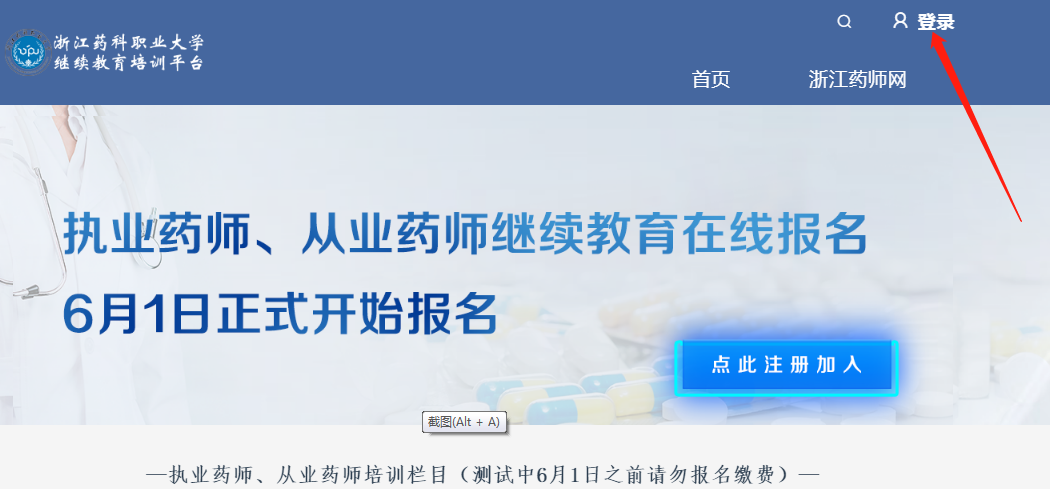 浙江药科职业大学
继续教育培训平台
登录
首页
浙江药师网
执业药师、从业药师继续教育在线报名
6月1日正式开始报名
点此注册加入
截图(Alt + A)
—执业药师、从业药师培训栏目（测试中6月1日之前请勿报名缴费）—